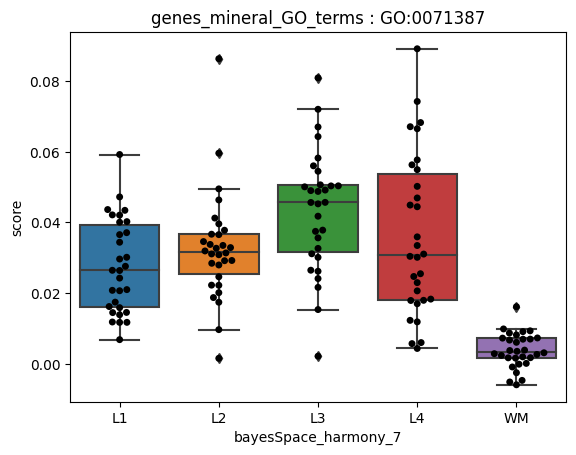 genes_mineral_GO_terms : GO:0071387
0.08
0.06
0.04
0.02
0.00
score
L1 L2 L3 L4 WM
bayesSpace_harmony_7